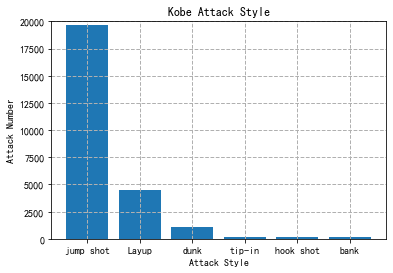 Kobe Attack Style
20000
17500
15000
12500
10000
7500
5000
2500
0
Attack Number
jump shot Layup dunk tip-in hook shot bank
Attack Style